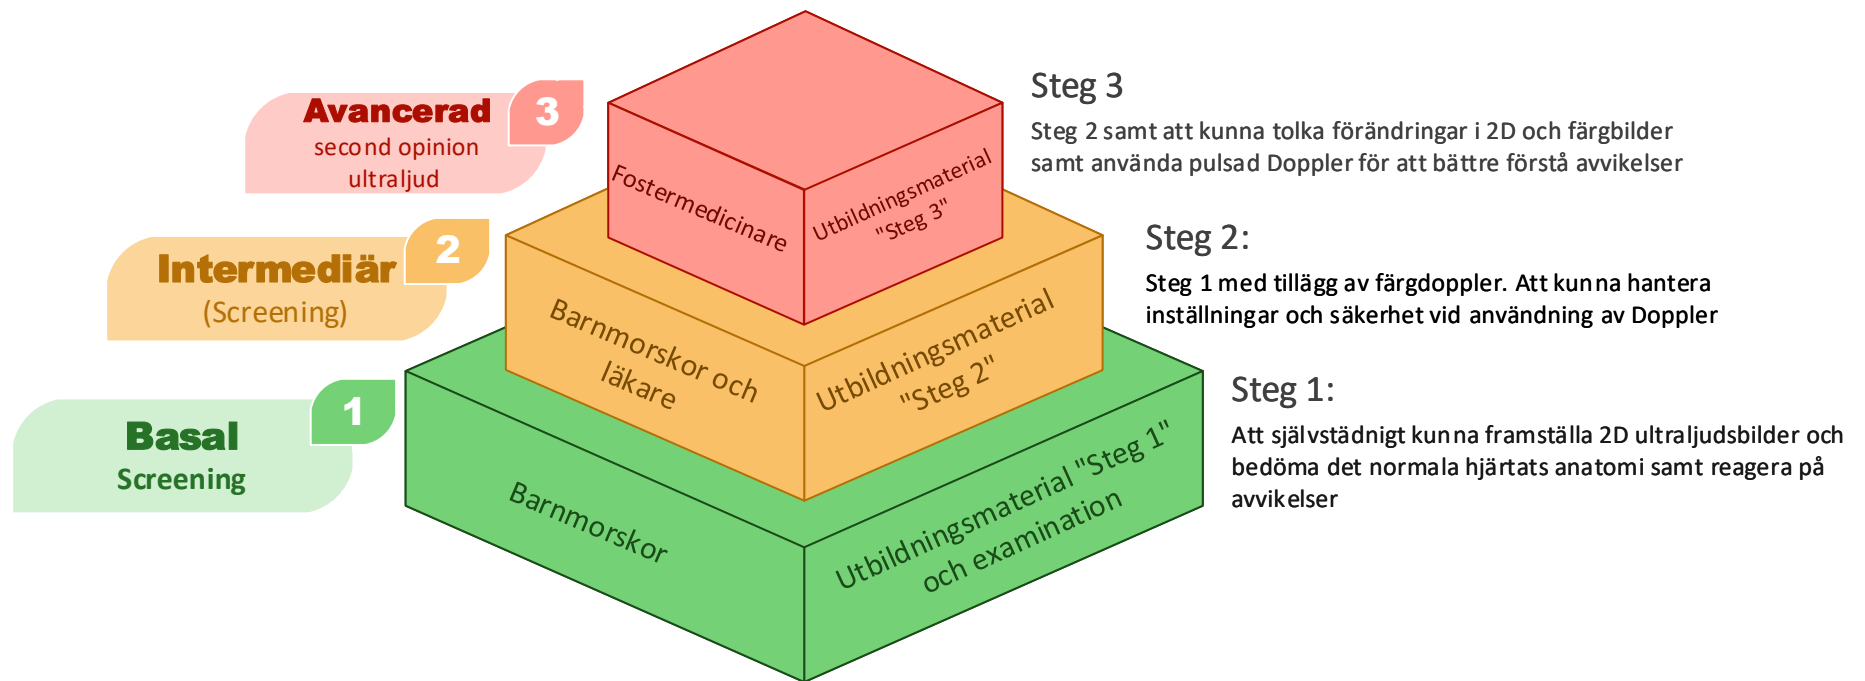 Avancerad
second opinion
ultraljud
3
Fostermedicinare
Utbildningsmaterial
"Steg 3"
Steg 3
Steg 2 samt att kunna tolka förändringar i 2D och färgbilder
samt använda pulsad Doppler för att bättre förstå avvikelser
Intermediär
(Screening)
2
Barnmorskor och
läkare
Utbildningsmaterial
"Steg 2"
Steg 2:
Steg 1 med tillägg av färgdoppler. Att kunna hantera
inställningar och säkerhet vid användning av Doppler
Basal
Screening
1
Barnmorskor
Utbildningsmaterial "Steg 1"
och examination
Steg 1:
Att självstädnigt kunna framställa 2D ultraljudsbilder och
bedöma det normala hjärtats anatomi samt reagera på
avvikelser